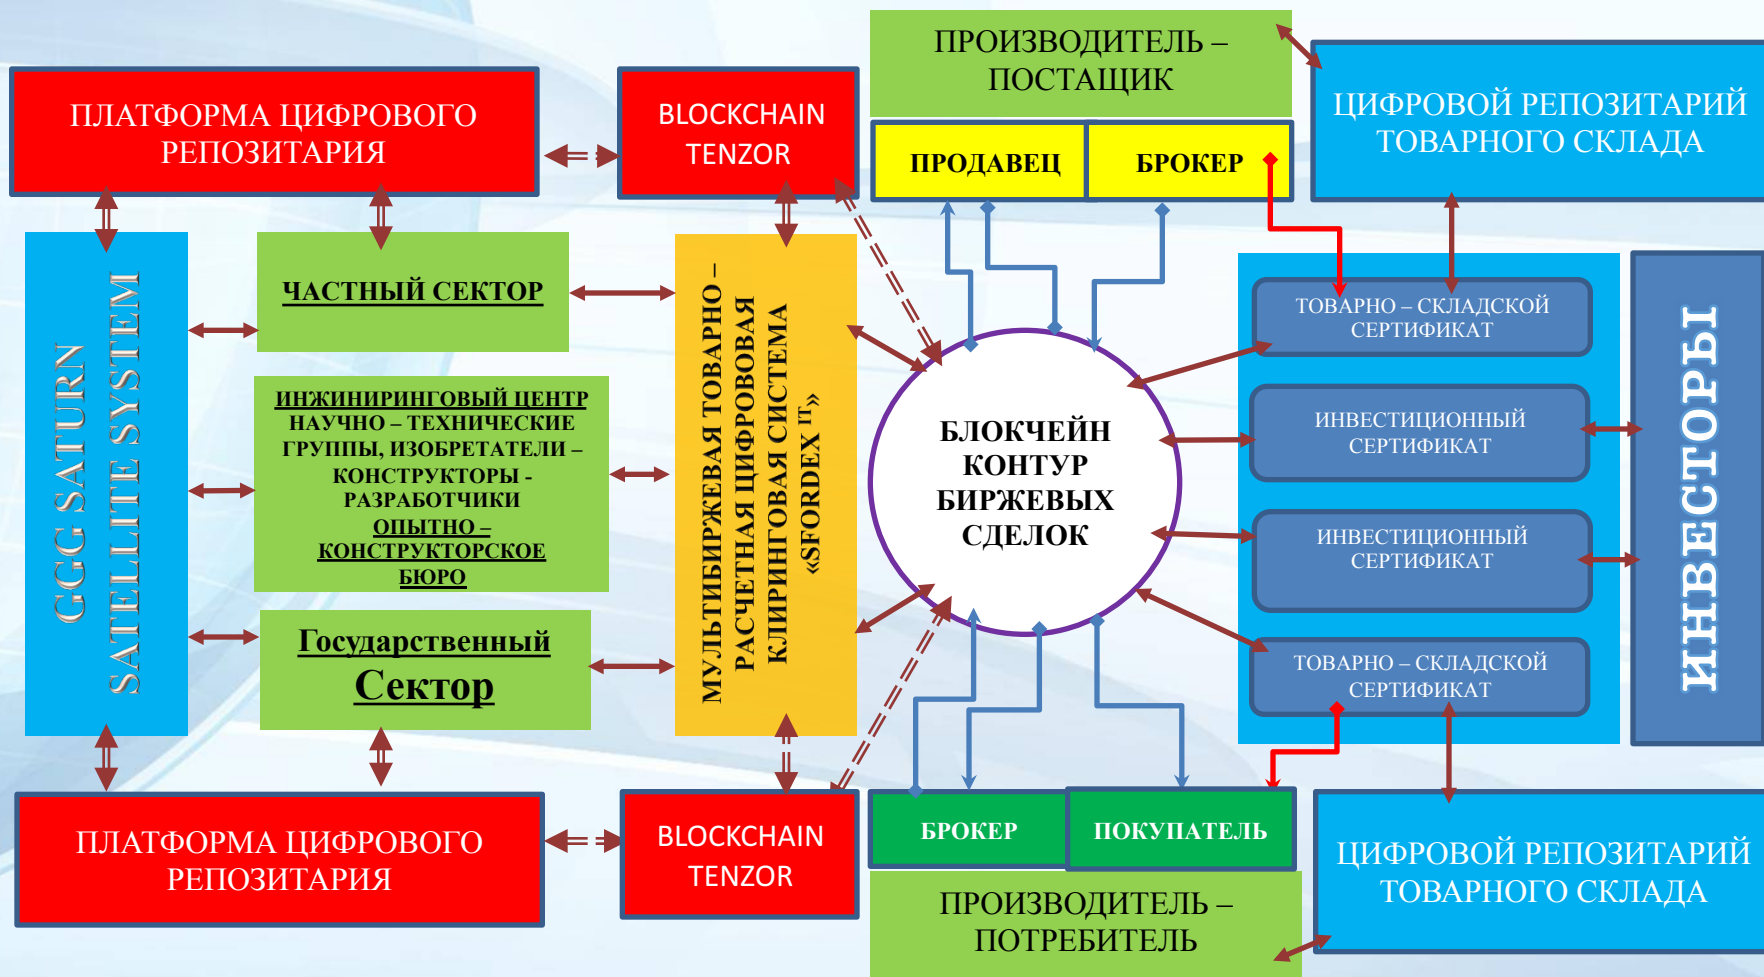 ПРОИЗВОДИТЕЛЬ –
ПОСТАЩИК
ПЛАТФОРМА ЦИФРОВОГО
РЕПОЗИТАРИЯ
BLOCKCHAIN
TENZOR
ПРОДАВЕЦ
БРОКЕР
ЦИФРОВОЙ РЕПОЗИТАРИЙ
ТОВАРНОГО СКЛАДА
GGG SATURN
SATELLITE SYSTEM
ЧАСТНЫЙ СЕКТОР
ИНЖИНИРИНГОВЫЙ ЦЕНТР
НАУЧНО – ТЕХНИЧЕСКИЕ
ГРУППЫ, ИЗОБРЕТАТЕЛИ –
КОНСТРУКТОРЫ -
РАЗРАБОТЧИКИ
ОПЫТНО –
КОНСТРУКТОРСКОЕ
БЮРО
Государственный
Сектор
МУЛЬТИБИРЖЕВАЯ ТОВАРНО –
РАСЧЕТНАЯ ЦИФРОВОВАЯ
КЛИРИНГОВАЯ СИСТЕМА
«SFORDEX IT»
БЛОКЧЕЙН
КОНТУР
БИРЖЕВЫХ
СДЕЛОК
ТОВАРНО – СКЛАДСКОЙ
СЕРТИФИКАТ
ИНВЕСТИЦИОННЫЙ
СЕРТИФИКАТ
ИНВЕСТИЦИОННЫЙ
СЕРТИФИКАТ
ТОВАРНО – СКЛАДСКОЙ
СЕРТИФИКАТ
ИНВЕСТОРЫ
ПЛАТФОРМА ЦИФРОВОГО
РЕПОЗИТАРИЯ
BLOCKCHAIN
TENZOR
БРОКЕР
ПОКУПАТЕЛЬ
ПРОИЗВОДИТЕЛЬ –
ПОТРЕБИТЕЛЬ
ЦИФРОВОЙ РЕПОЗИТАРИЙ
ТОВАРНОГО СКЛАДА